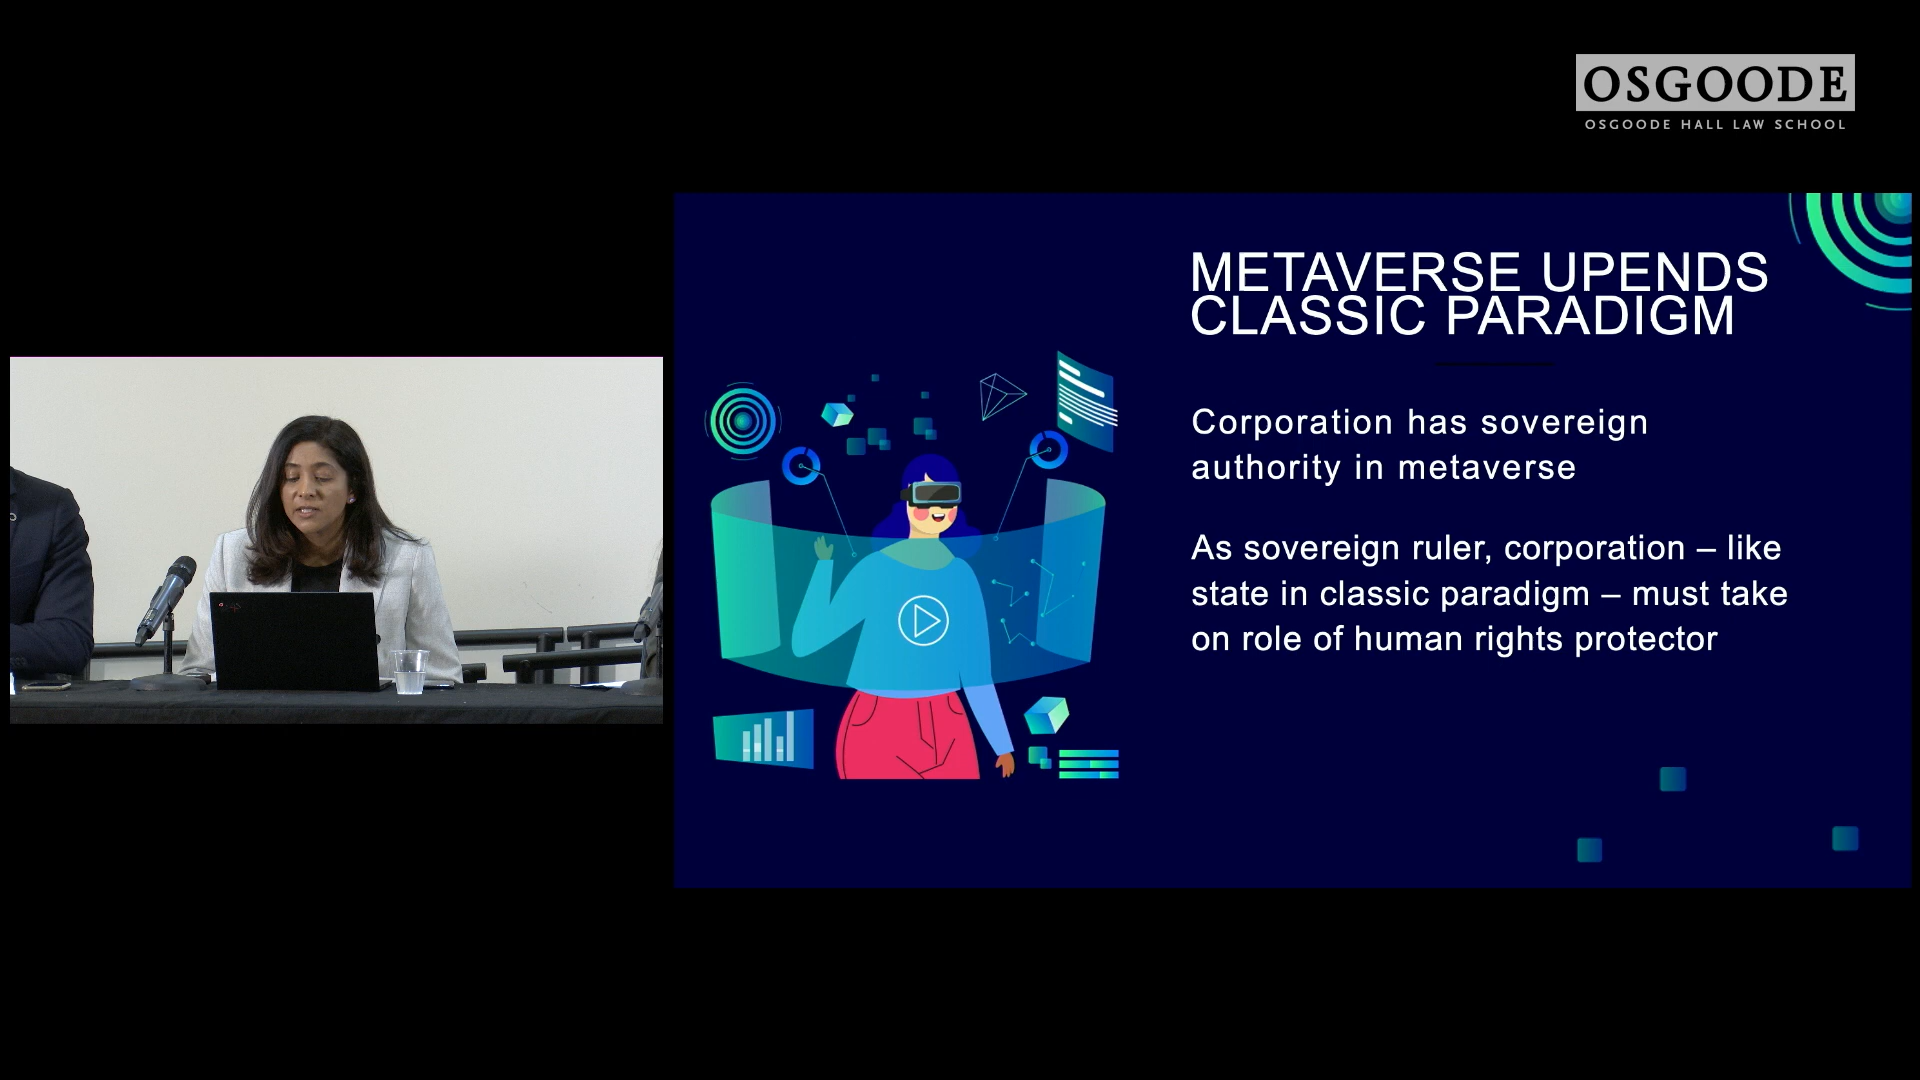 OSGOODE
OSGOODE HALL LAW SCHOOL
METAVERSE UPENDS
CLASSIC PARADIGM
Corporation has sovereign
authority in metaverse
As sovereign ruler, corporation – like
state in classic paradigm – must take
on role of human rights protector